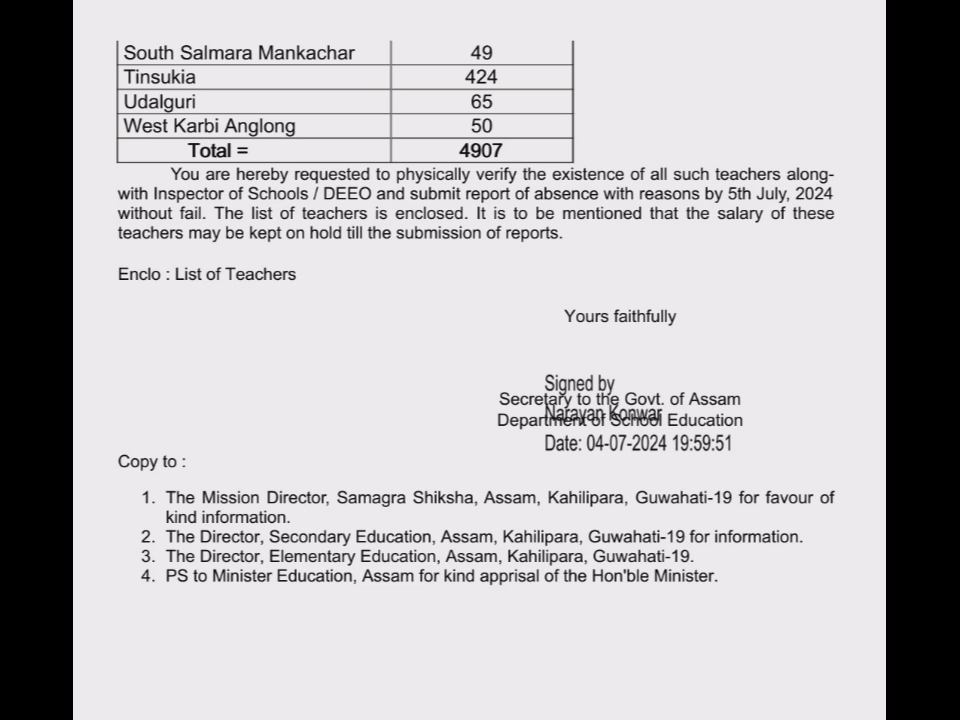 South Salmara Mankachar 49
Tinsukia 424
Udalguri 65
West Karbi Anglong 50
Total = 4907
You are hereby requested to physically verify the existence of all such teachers along-
with Inspector of Schools / DEEO and submit report of absence with reasons by 5th July, 2024
without fail. The list of teachers is enclosed. It is to be mentioned that the salary of these
teachers may be kept on hold till the submission of reports.
Enclo : List of Teachers
Yours faithfully
Signed by
Secretary to the Govt. of Assam
Narayan Konwar
Department of School Education
Date: 04-07-2024 19:59:51
Copy to :
1. The Mission Director, Samagra Shiksha, Assam, Kahilipara, Guwahati-19 for favour of
kind information.
2. The Director, Secondary Education, Assam, Kahilipara, Guwahati-19 for information.
3. The Director, Elementary Education, Assam, Kahilipara, Guwahati-19.
4. PS to Minister Education, Assam for kind apprisal of the Hon'ble Minister.